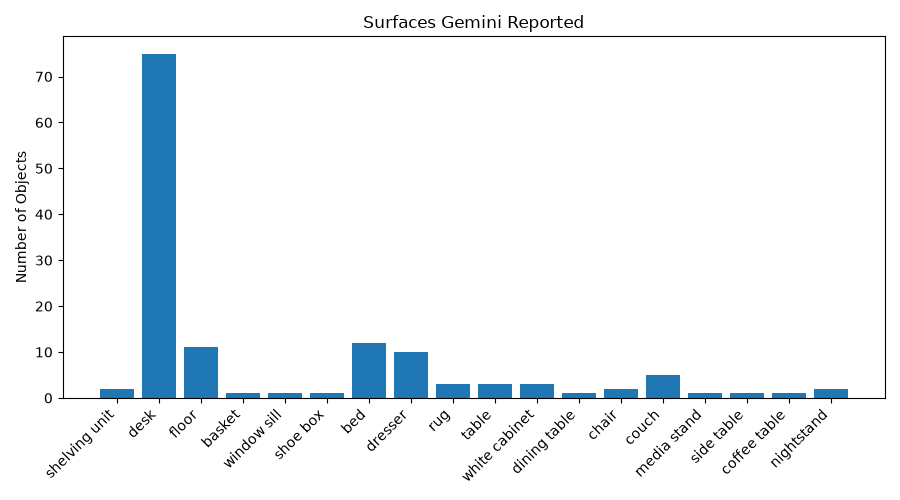 Surfaces Gemini Reported
Number of Objects
70
60
50
40
30
20
10
0
shelving unit
desk
floor
basket
window sill
shoe box
bed
dresser
rug
table
white cabinet
dining table
chair
couch
media stand
side table
coffee table
nightstand